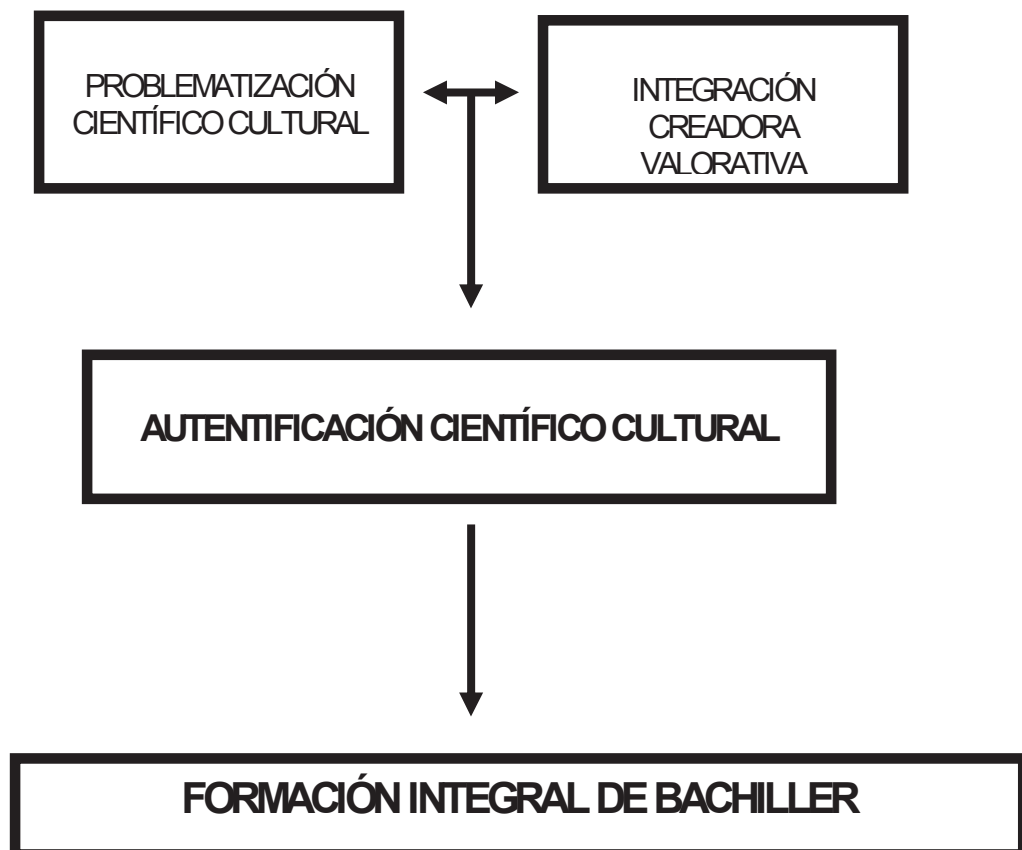 PROBLEMATIZACIÓN
CIENTÍFICO CULTURAL
INTEGRACIÓN
CREADORA
VALORATIVA
AUTENTIFICACIÓN CIENTÍFICO CULTURAL
FORMACIÓN INTEGRAL DE BACHILLER